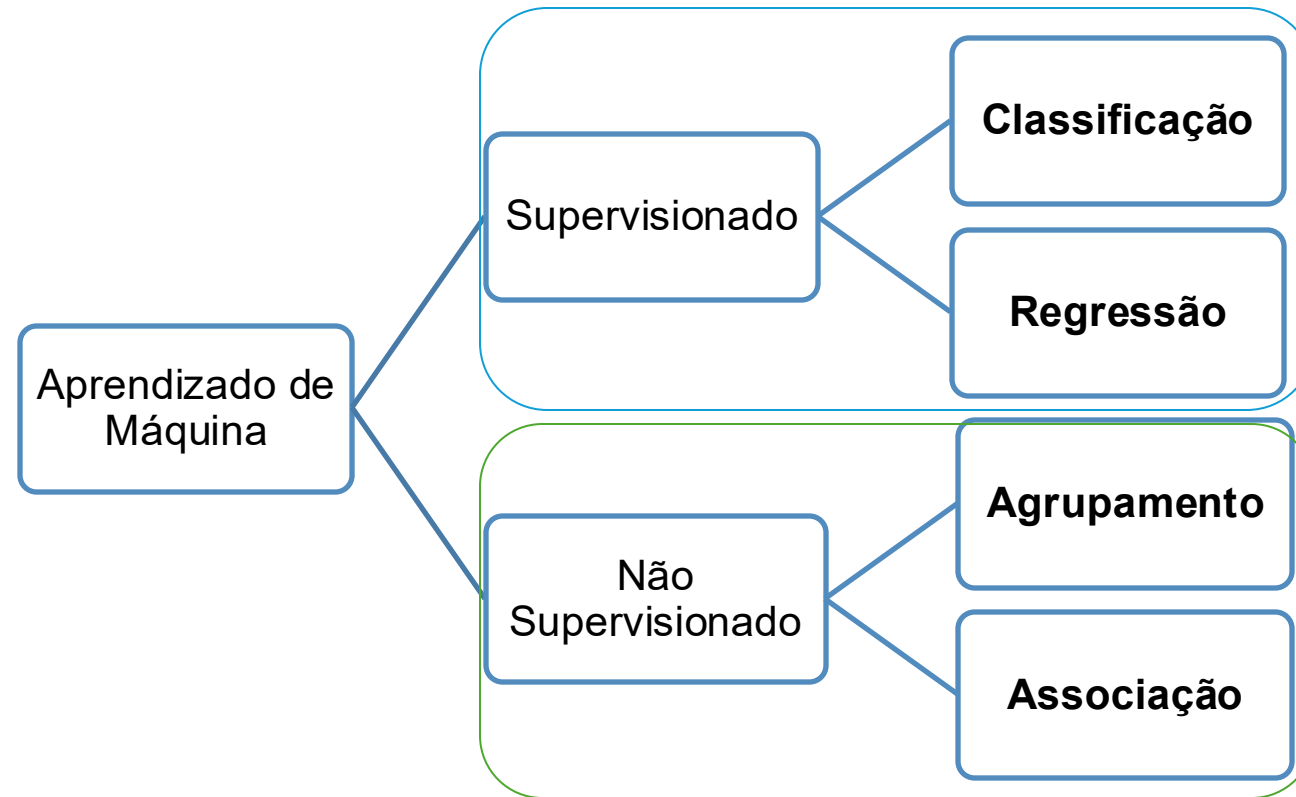 Aprendizado de
Máquina
Supervisionado
Classificação
Regressão
Não
Supervisionado
Agrupamento
Associação